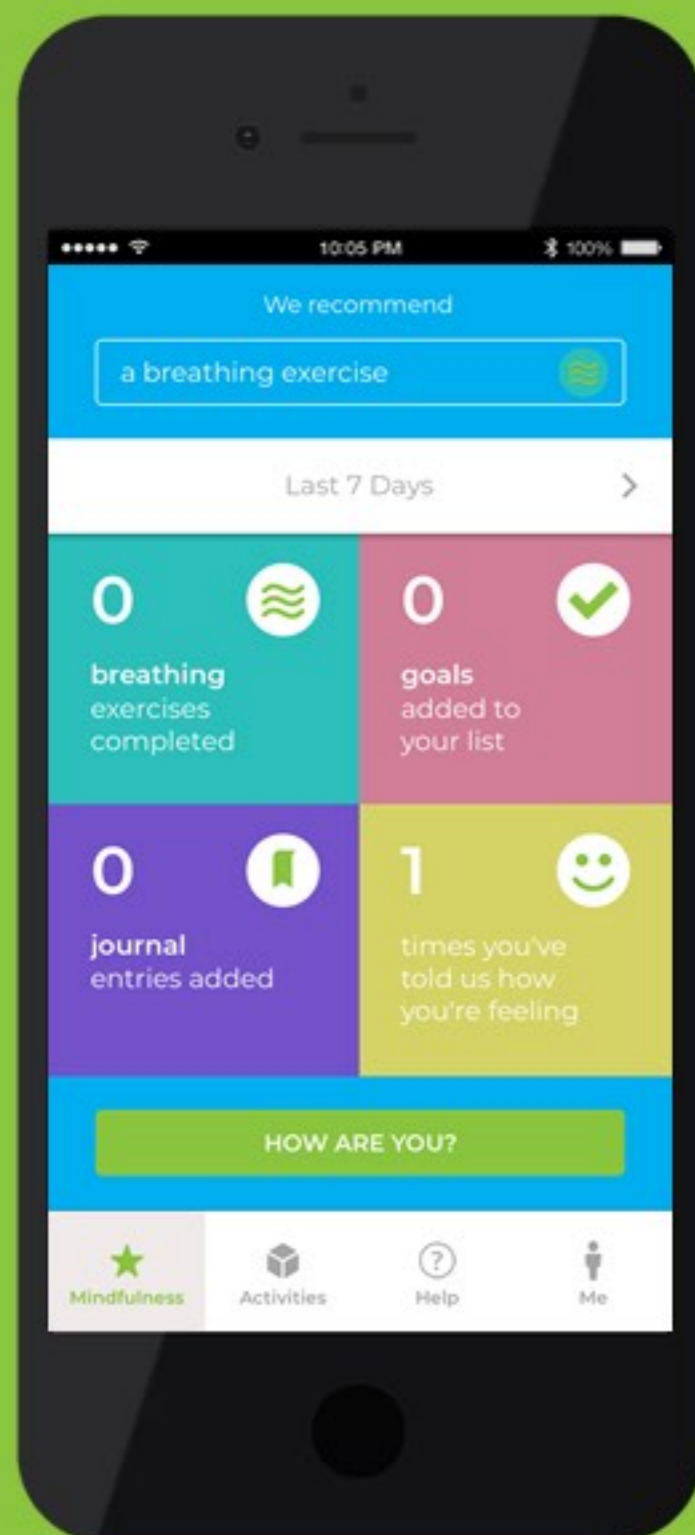 10:05 PM
100%
We recommend
a breathing exercise
Last 7 Days
0
breathing
exercises
completed
0
goals
added to
your list
0
journal
entries added
1
times you've
told us how
you're feeling
HOW ARE YOU?
Mindfulness
Activities
Help
Me